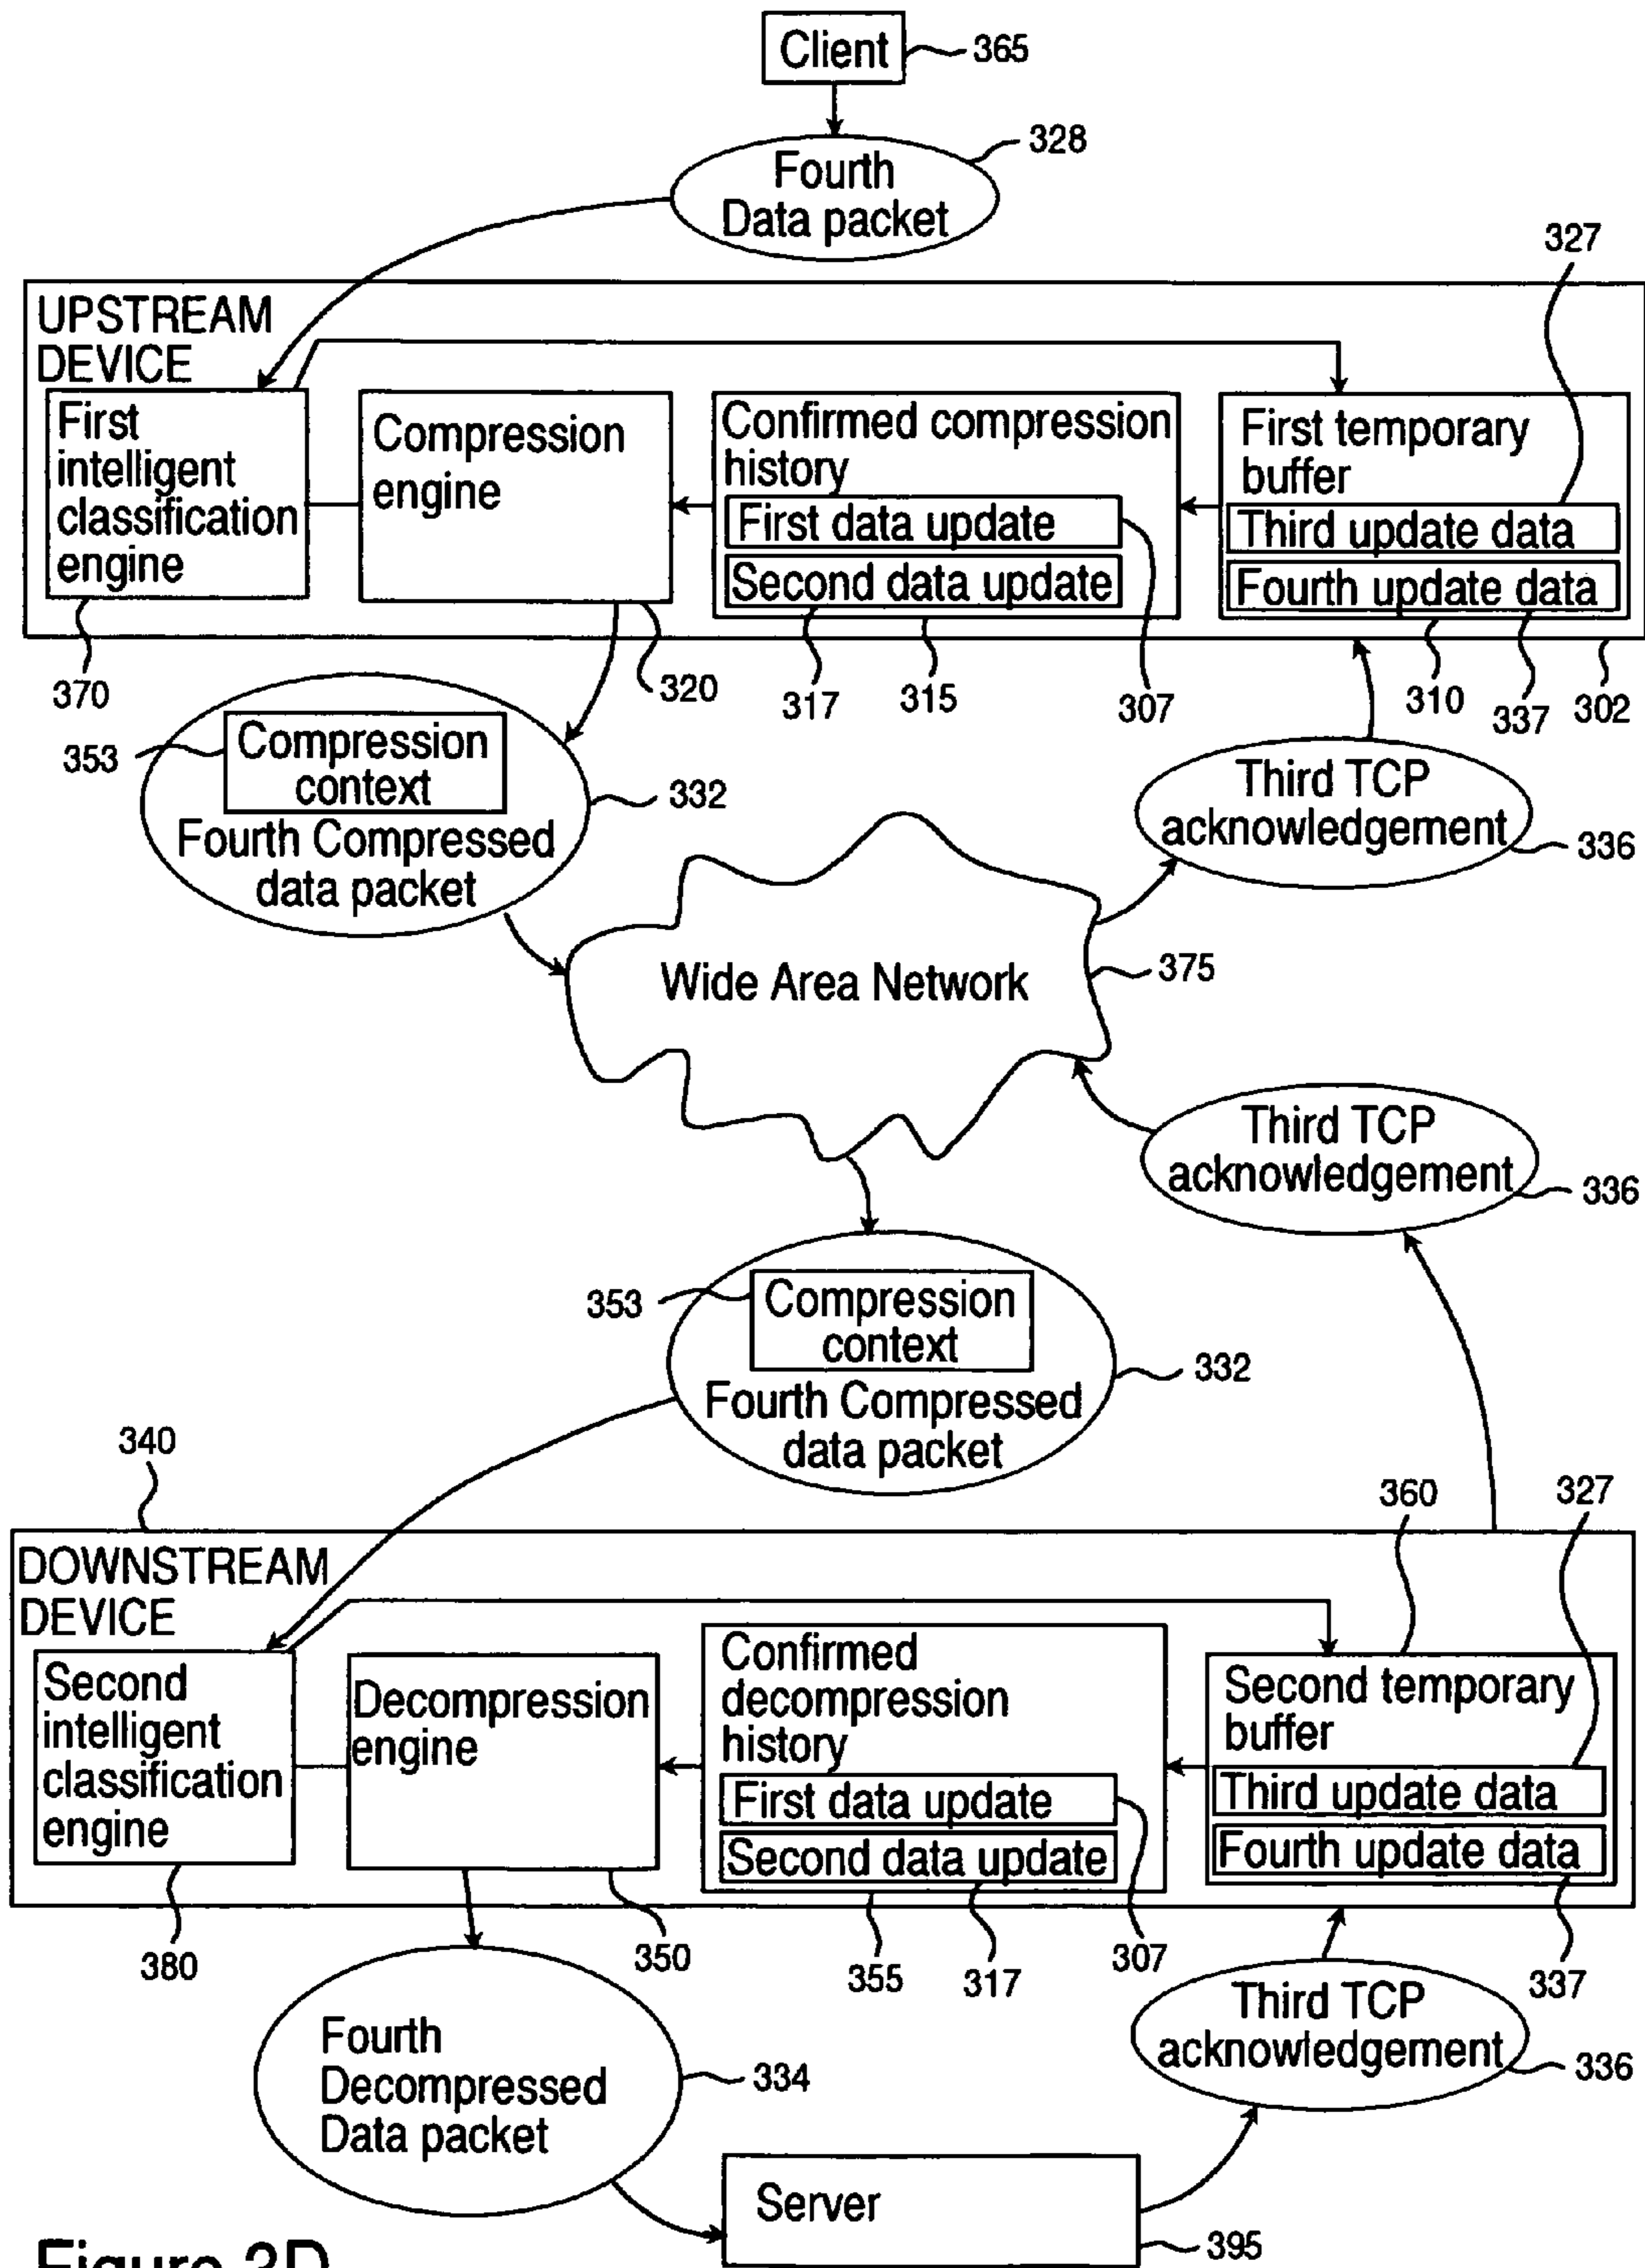 Client
365
328
Fourth
Data packet
327
UPSTREAM
DEVICE
First
intelligent
classification
engine
Compression
engine
Confirmed compression
history
First data update
Second data update
First temporary
buffer
Third update data
Fourth update data
370
320
317
315
307
310
337
302
353
Compression
context
332
Fourth Compressed
data packet
Third TCP
acknowledgement
336
Wide Area Network
375
Third TCP
acknowledgement
336
353
Compression
context
332
Fourth Compressed
data packet
340
360
327
DOWNSTREAM
DEVICE
Second
intelligent
classification
engine
Decompression
engine
Confirmed
decompression
history
First data update
Second data update
Second temporary
buffer
Third update data
Fourth update data
380
350
355
317
307
337
Fourth
Decompressed
Data packet
334
Third TCP
acknowledgement
336
Server
395
Figure 3D